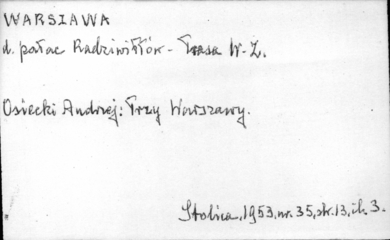 WARSZAWA
d. pałac Radziwiłłów - Trasa W-Z.
Osiecki Andrzej: Trzy Warszawy.
Stolica, 1953, nr. 35, str. 13, il. 3.